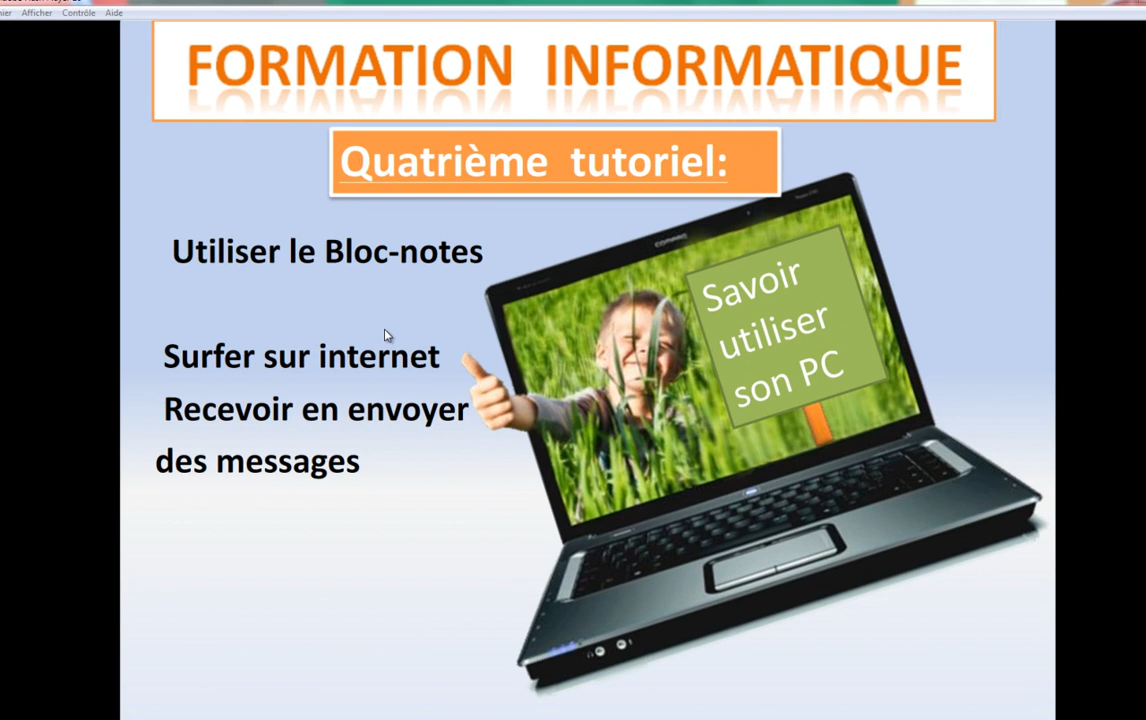 Afficher Contrôle Aide
FORMATION INFORMATIQUE
Quatrième tutoriel:
Utiliser le Bloc-notes
Surfer sur internet
Recevoir en envoyer
des messages
COMPAQ
Savoir
utiliser
son PC